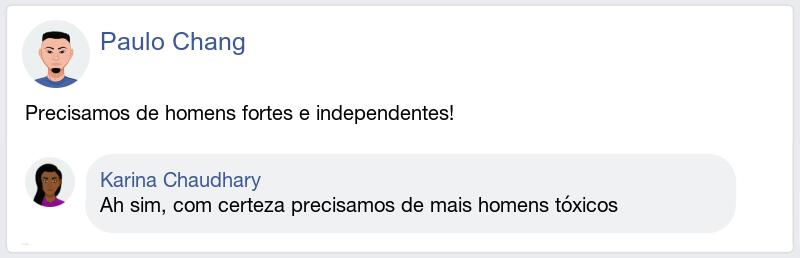 Paulo Chang
Precisamos de homens fortes e independentes!
Karina Chaudhary
Ah sim, com certeza precisamos de mais homens tóxicos